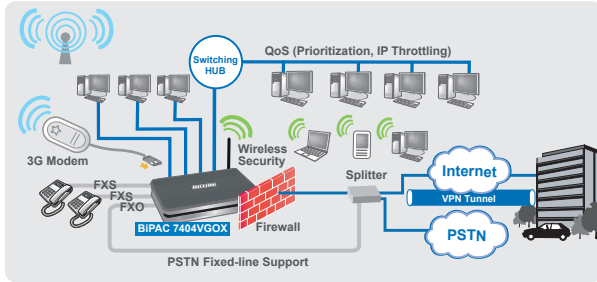 QoS (Prioritization, IP Throttling)
Switching
HUB
3G Modem
Wireless
Security
Splitter
Internet
VPN Tunnel
FXS
FXS
FXO
BILLION
BiPAC 7404VGOX
Firewall
PSTN
PSTN Fixed-line Support